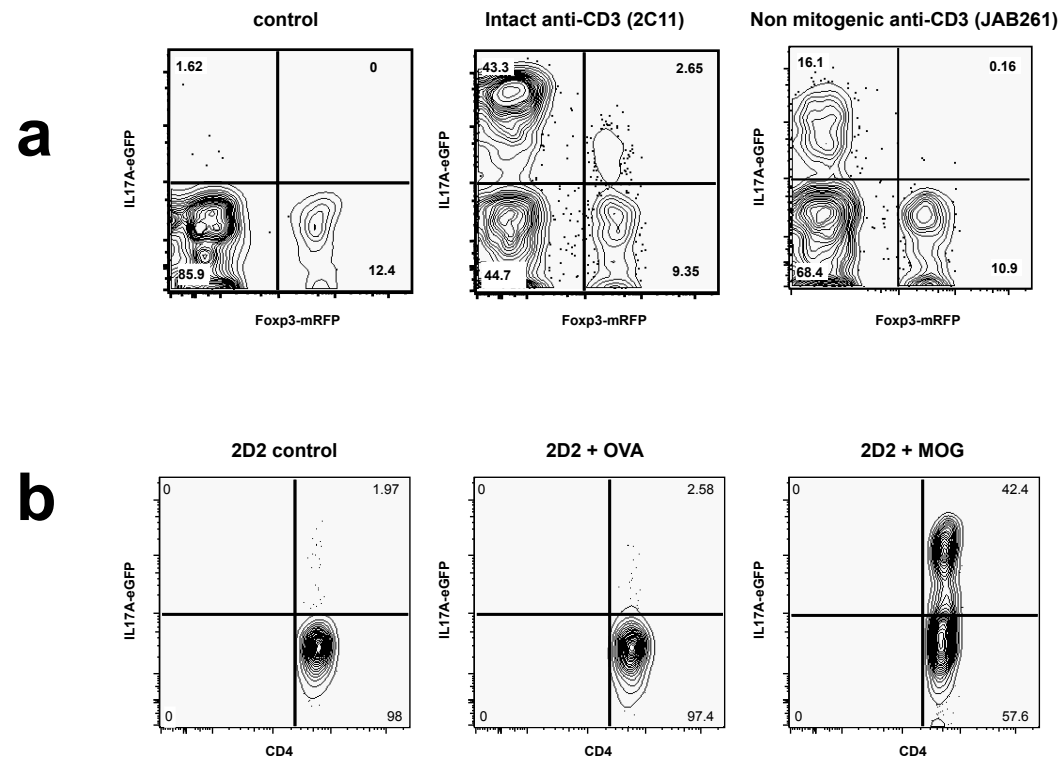 control
Intact anti-CD3 (2C11)
Non mitogenic anti-CD3 (JAB261)
a
IL17A-eGFP
1.62
0
85.9
12.4
Foxp3-mRFP
IL17A-eGFP
43.3
2.65
44.7
9.35
Foxp3-mRFP
IL17A-eGFP
16.1
0.16
68.4
10.9
Foxp3-mRFP
b
2D2 control
2D2 + OVA
2D2 + MOG
IL17A-eGFP
0
1.97
0
98
CD4
IL17A-eGFP
0
2.58
0
97.4
CD4
IL17A-eGFP
0
42.4
0
57.6
CD4